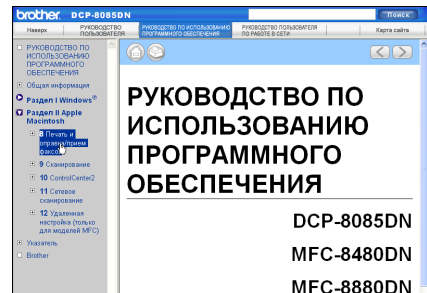 brother DCP-8085DN
Поиск
Наверх
РУКОВОДСТВО ПОЛЬЗОВАТЕЛЯ
РУКОВОДСТВО ПО ИСПОЛЬЗОВАНИЮ ПРОГРАММНОГО ОБЕСПЕЧЕНИЯ
РУКОВОДСТВО ПОЛЬЗОВАТЕЛЯ ПО РАБОТЕ В СЕТИ
Карта сайта
РУКОВОДСТВО ПО
ИСПОЛЬЗОВАНИЮ
ПРОГРАММНОГО
ОБЕСПЕЧЕНИЯ
Общая информация
Раздел I Windows®
Раздел II Apple
Macintosh
8 Печать и
оправка/прием
факсов
9 Сканирование
10 ControlCenter2
11 Сетевое
сканирование
12 Удаленная
настройка (только
для моделей MFC)
Указатель
Brother
РУКОВОДСТВО ПО
ИСПОЛЬЗОВАНИЮ
ПРОГРАММНОГО
ОБЕСПЕЧЕНИЯ
DCP-8085DN
MFC-8480DN
MFC-8880DN